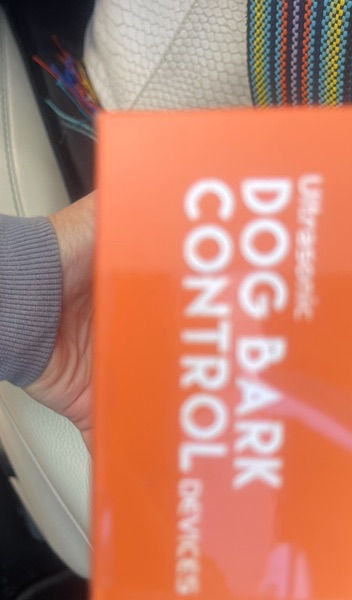 Ultrasonic
DOG BARK
CONTROL DEVICES